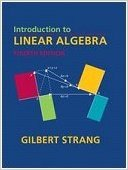 Introduction to
LINEAR ALGEBRA
FOURTH EDITION
GILBERT STRANG